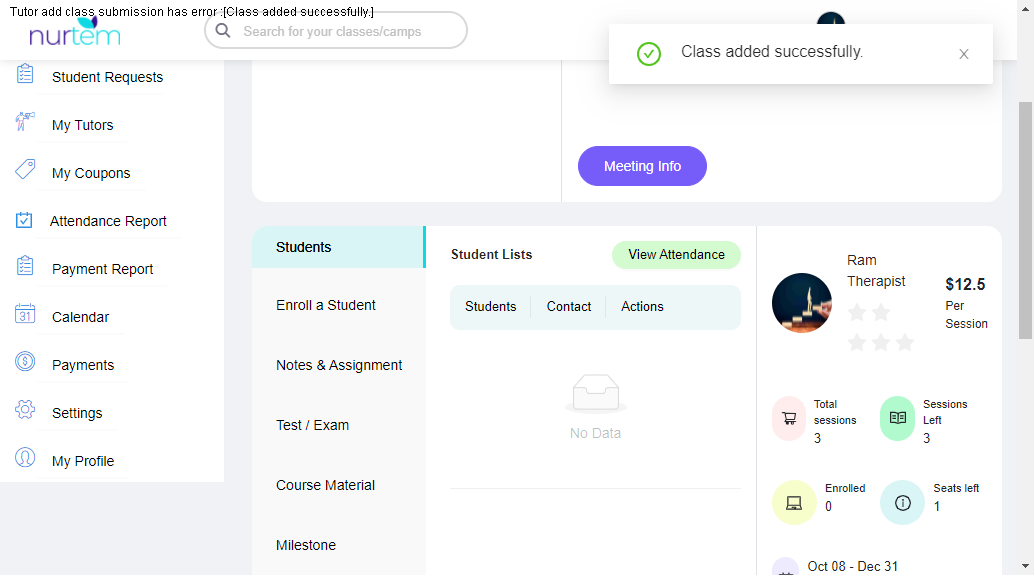 Tutor add class submission has error :[Class added successfully.]
nurtem
Search for your classes/camps
Class added successfully.
Student Requests
My Tutors
My Coupons
Attendance Report
Payment Report
31
Calendar
$
Payments
Settings
My Profile
Meeting Info
Students
Enroll a Student
Notes & Assignment
Test / Exam
Course Material
Milestone
Student Lists
View Attendance
Students
Contact
Actions
No Data
Ram
Therapist
$12.5
Per
Session
Total
sessions
3
Sessions
Left
3
Enrolled
0
Seats left
1
Oct 08 - Dec 31